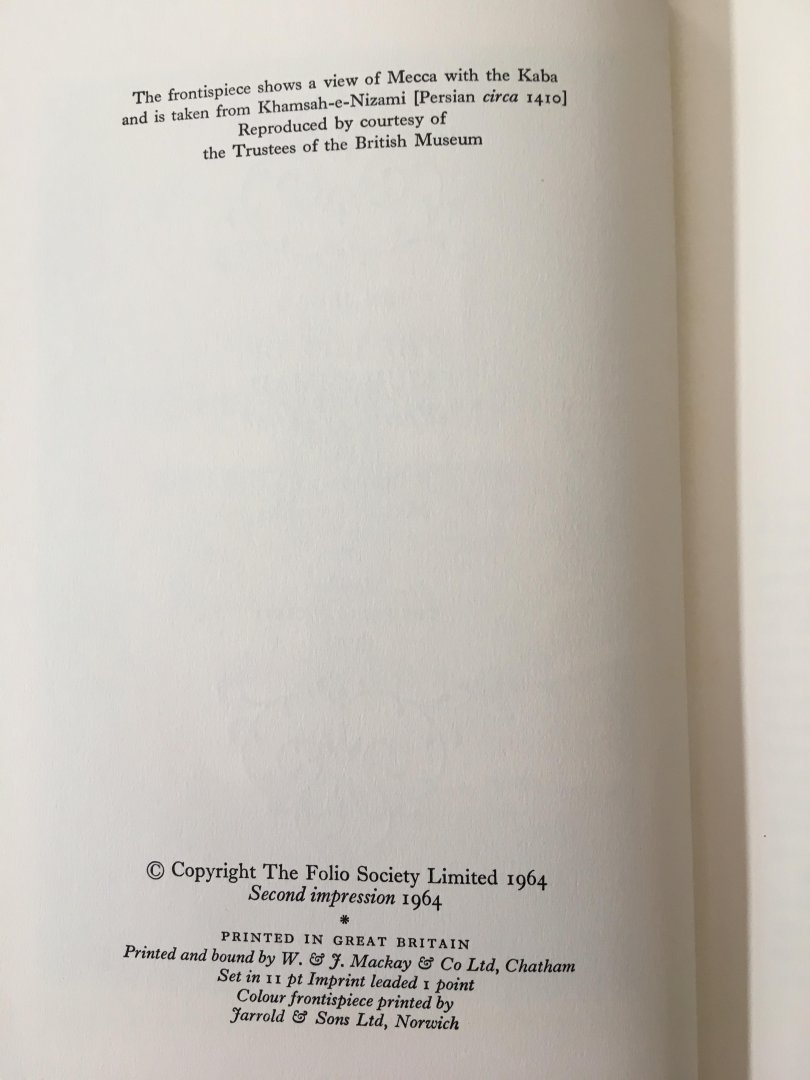 The frontispiece shows a view of Mecca with the Kaba
and is taken from Khamsah-e-Nizami [Persian circa 1410]
Reproduced by courtesy of
the Trustees of the British Museum
© Copyright The Folio Society Limited 1964
Second impression 1964
*
PRINTED IN GREAT BRITAIN
Printed and bound by W. & J. Mackay & Co Ltd, Chatham
Set in 11 pt Imprint leaded 1 point
Colour frontispiece printed by
Jarrold & Sons Ltd, Norwich